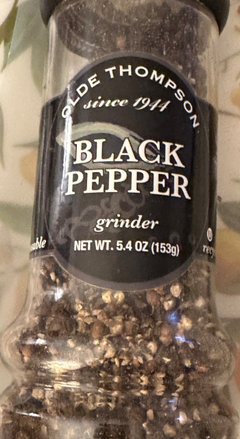 OLDE THOMPSON
since 1944
BLACK
PEPPER
grinder
NET WT. 5.4 OZ (153g)